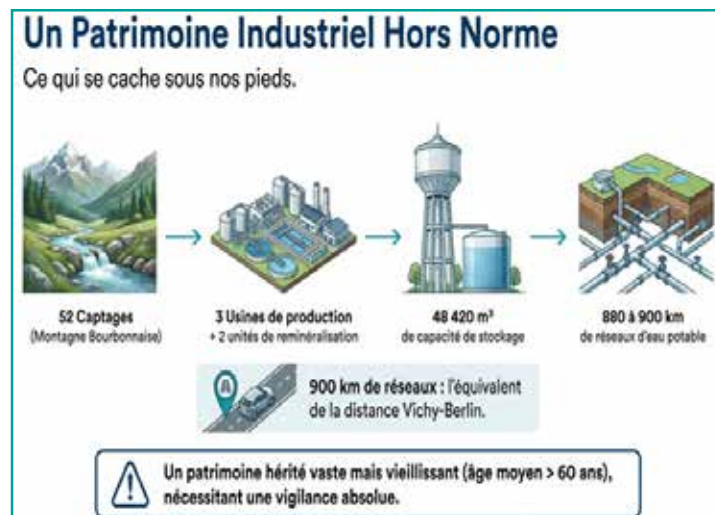 Un Patrimoine Industriel Hors Norme
Ce qui se cache sous nos pieds.
52 Captages
(Montagne Bourbonnaise)
3 Usines de production
+ 2 unités de reminéralisation
48 420 m³
de capacité de stockage
880 à 900 km
de réseaux d'eau potable
900 km de réseaux : l'équivalent
de la distance Vichy-Berlin.
Un patrimoine hérité vaste mais vieillissant (âge moyen > 60 ans),
nécessitant une vigilance absolue.